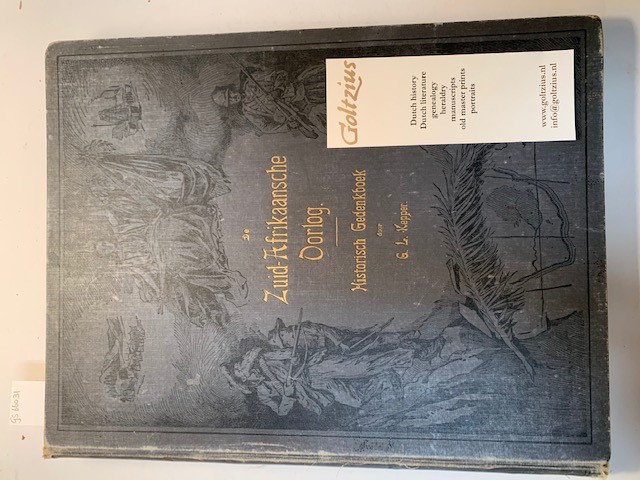 De
Zuid-Afrikaansche
Oorlog.
Historisch Gedenkboek
door
G. L. Kepper.
Goltzius
Dutch history
Dutch literature
genealogy
heraldry
manuscripts
old master prints
portraits
www.goltzius.nl
info@goltzius.nl